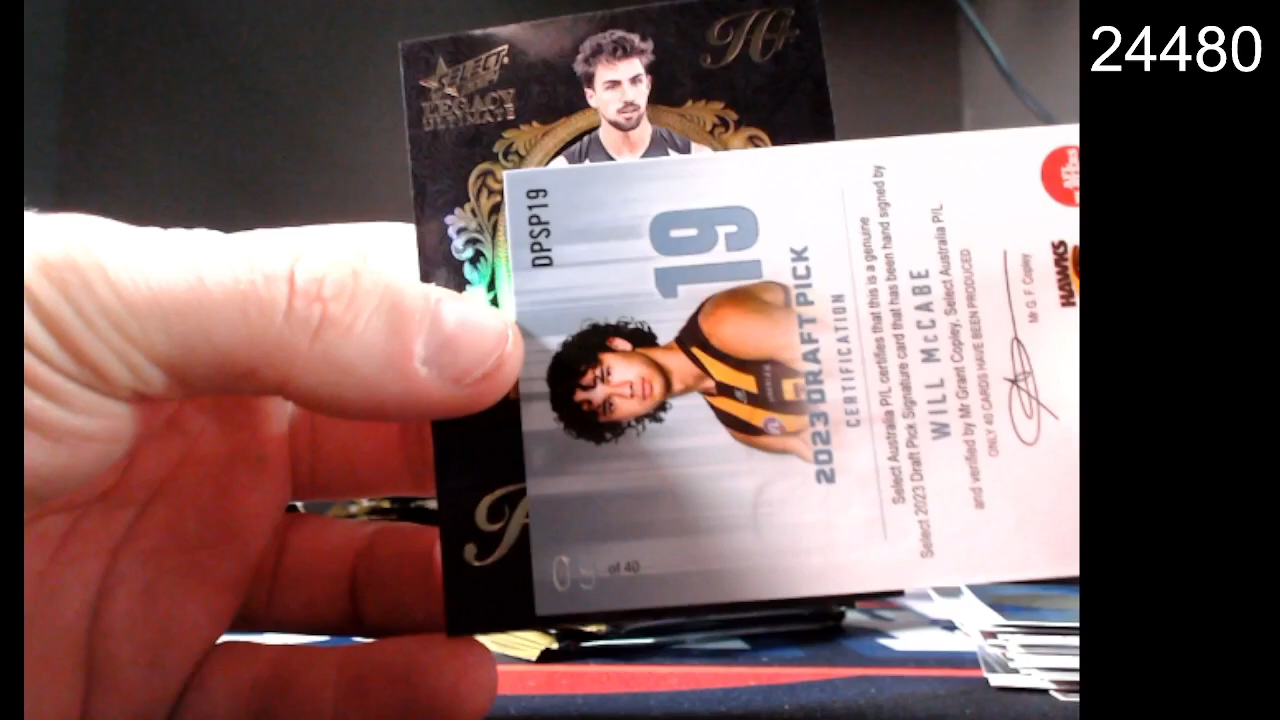 24480
SELECT
LEGACY
ULTIMATE
DPSP19
19
2023 DRAFT PICK
CERTIFICATION
Select Australia P/L certifies that this is a genuine
Select 2023 Draft Pick Signature card that has been hand signed by
WILL McCABE
and verified by Mr Grant Copley, Select Australia P/L
ONLY 40 CARDS HAVE BEEN PRODUCED
Mr G. F. Copley
HAWKS
of 40